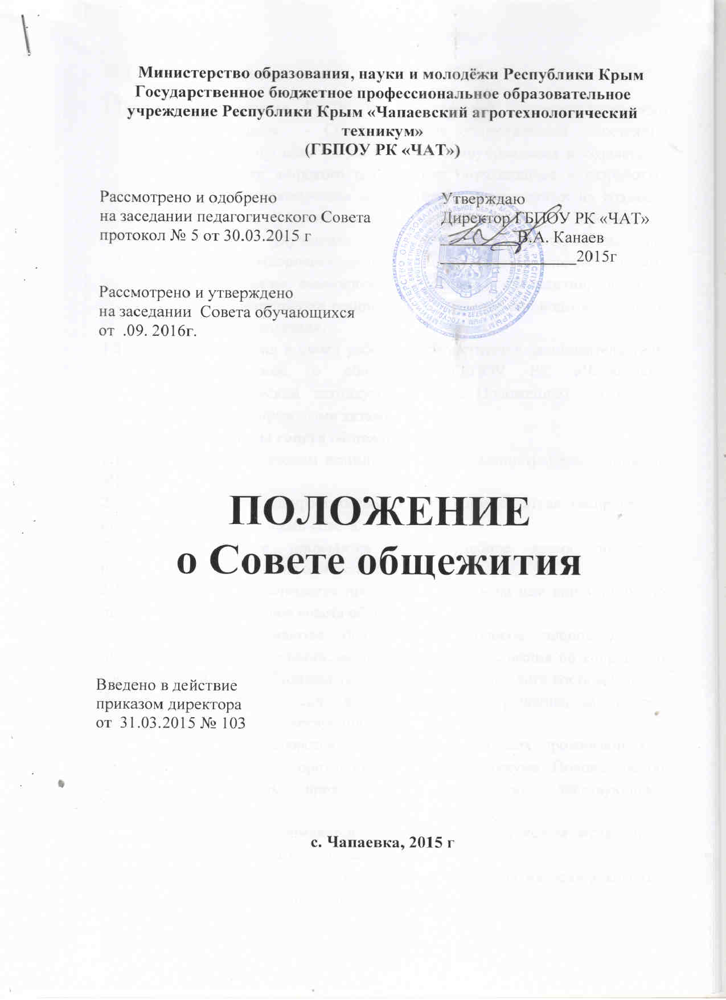 Министерство образования, науки и молодёжи Республики Крым
Государственное бюджетное профессиональное образовательное
учреждение Республики Крым «Чапаевский агротехнологический
техникум»
(ГБПОУ РК «ЧАТ»)
Рассмотрено и одобрено
на заседании педагогического Совета
протокол № 5 от 30.03.2015 г
Утверждаю
Директор ГБПОУ РК «ЧАТ»
__________В.А. Канаев
_________________2015г
Рассмотрено и утверждено
на заседании Совета обучающихся
от .09. 2016г.
ПОЛОЖЕНИЕ
о Совете общежития
Введено в действие
приказом директора
от 31.03.2015 № 103
с. Чапаевка, 2015 г